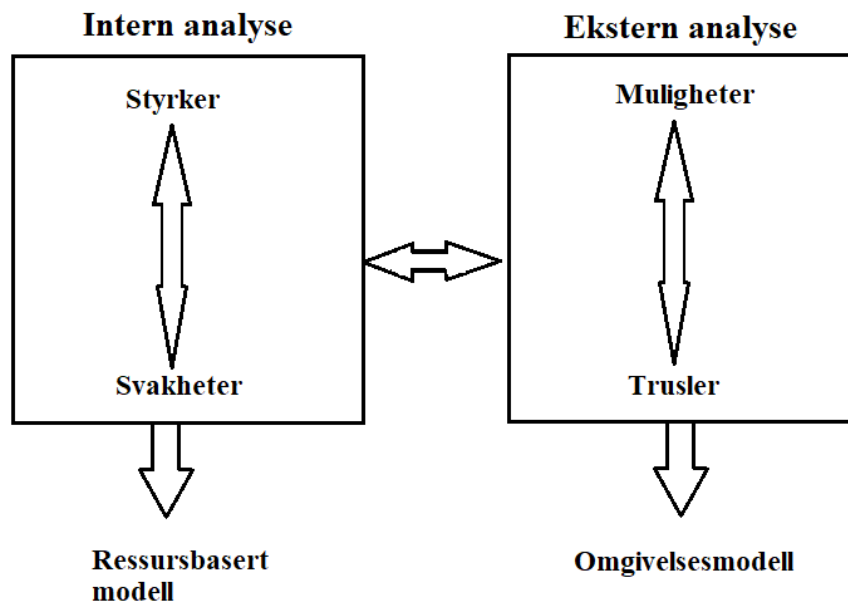 Intern analyse
Ekstern analyse
Styrker
Muligheter
Svakheter
Trusler
Ressursbasert
modell
Omgivelsesmodell